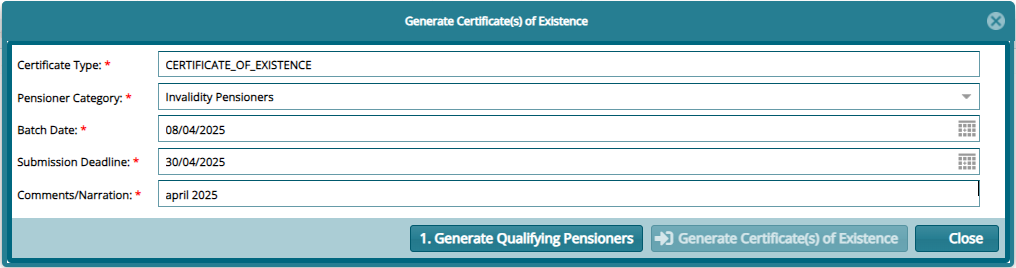 Generate Certificate(s) of Existence
Certificate Type: * CERTIFICATE_OF_EXISTENCE
Pensioner Category: * Invalidity Pensioners
Batch Date: * 08/04/2025
Submission Deadline: * 30/04/2025
Comments/Narration: * april 2025
1. Generate Qualifying Pensioners Generate Certificate(s) of Existence Close